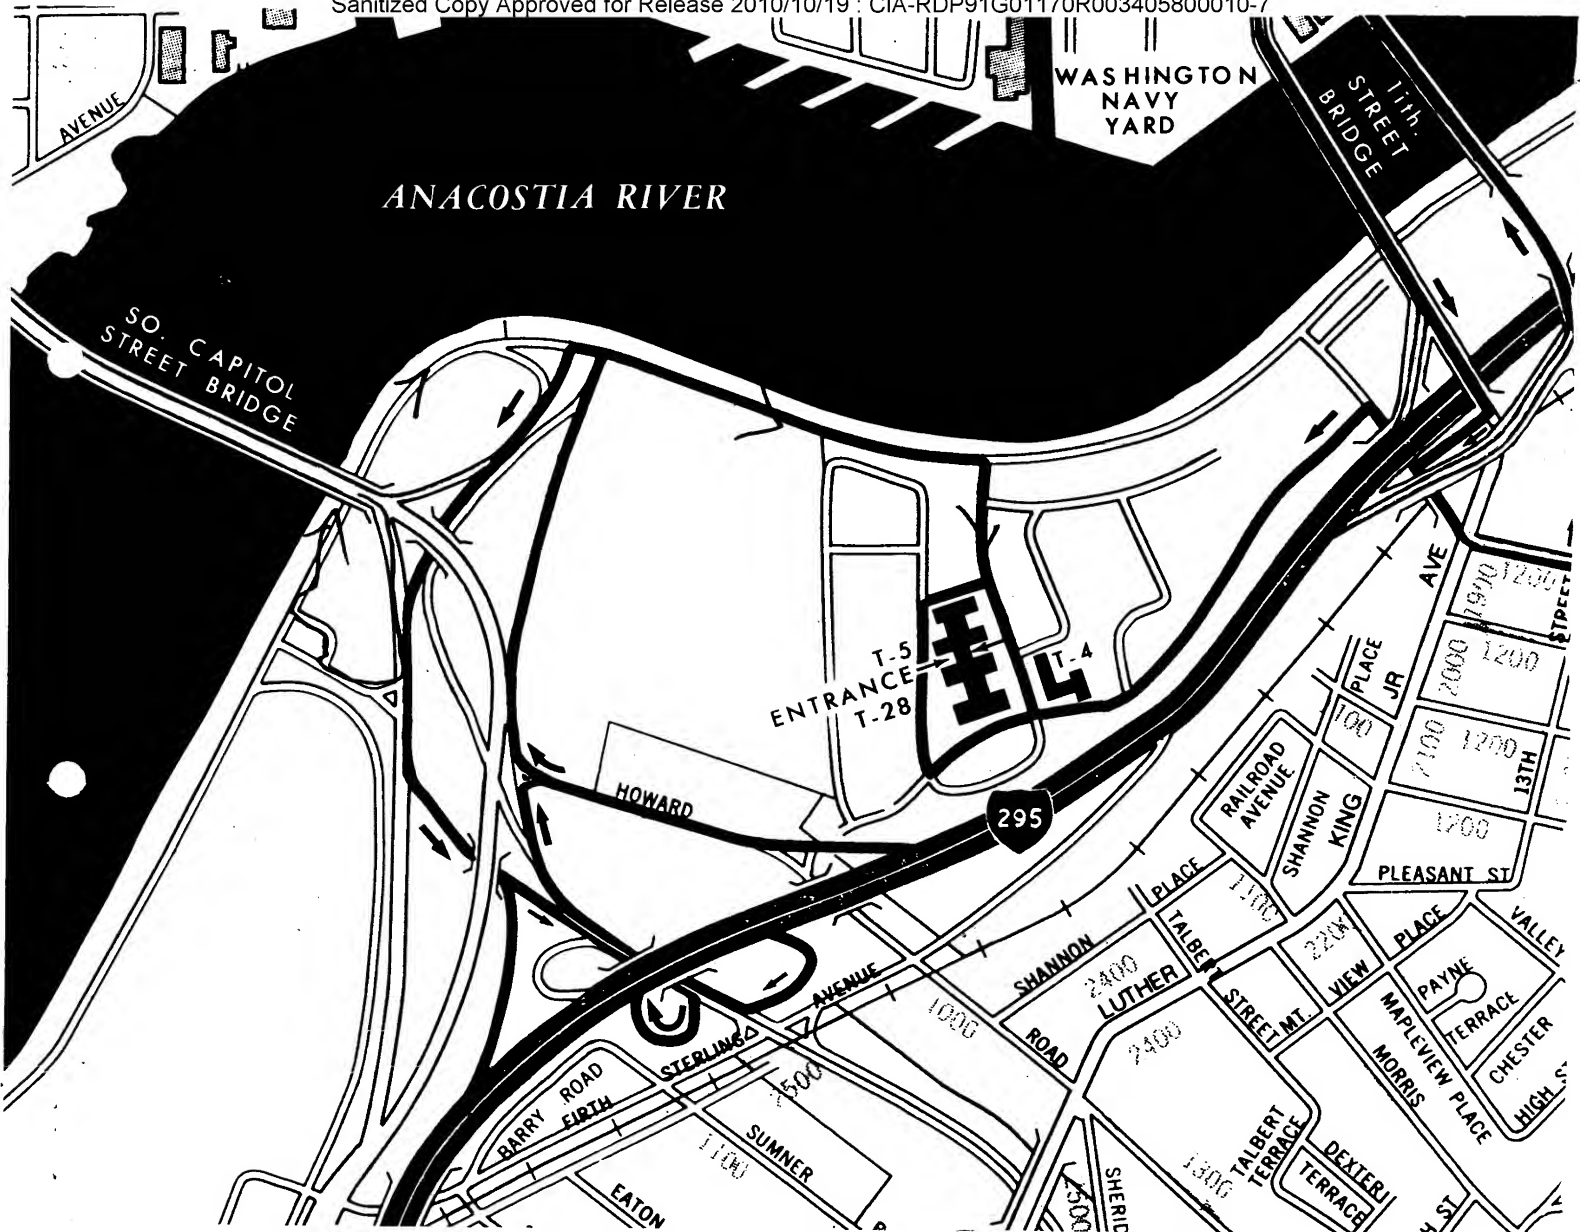 Sanitized Copy Approved for Release 2010/10/19 : CIA-RDP91G01170R003405800010-7
AVENUE
WASHINGTON
NAVY
YARD
11th.
STREET
BRIDGE
ANACOSTIA RIVER
SO. CAPITOL
STREET BRIDGE
AVE
1900
1200
STREET
T-5
ENTRANCE
T-28
T-4
PLACE
JR
2000
1200
100
2100
1200
13TH
RAILROAD
AVENUE
SHANNON
KING
1200
HOWARD
295
PLEASANT ST
PLACE
1100
TALBERT
STREET
PLACE
VALLEY
SHANNON
2400
LUTHER
MT.
VIEW
PAYNE
TERRACE
AVENUE
1000
ROAD
2400
MAPLEVIEW PLACE
MORRIS
CHESTER
HIGH
STERLING
2500
BARRY ROAD
FIRTH
SUMNER
1100
EATON
TALBERT
TERRACE
DEXTER
TERRACE
1300
2500
ST